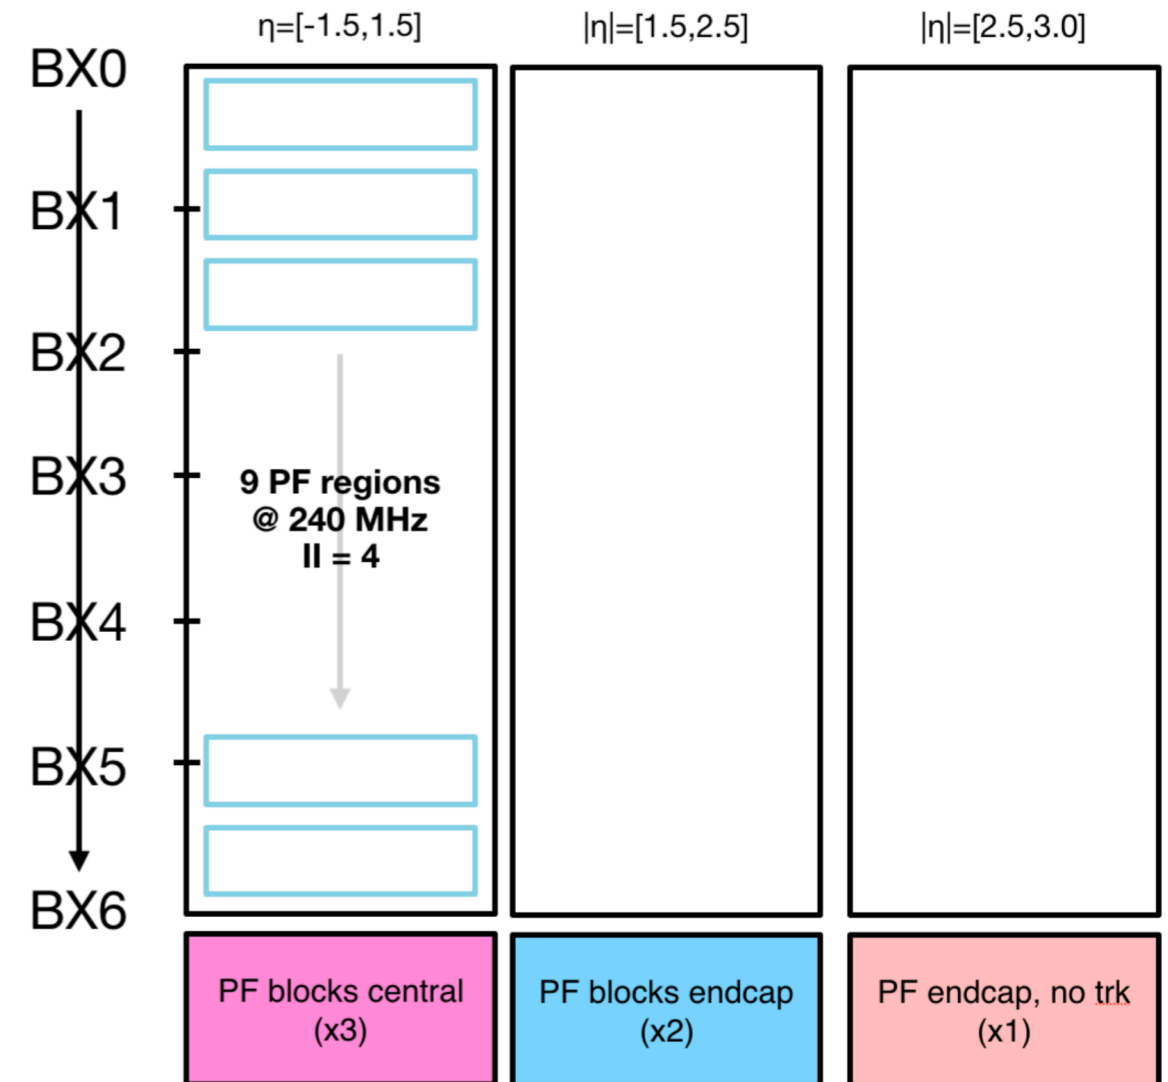 η=[-1.5,1.5]
|η|=[1.5,2.5]
|η|=[2.5,3.0]
BX0
BX1
BX2
BX3
BX4
BX5
BX6
9 PF regions
@ 240 MHz
II = 4
PF blocks central
(x3)
PF blocks endcap
(x2)
PF endcap, no trk
(x1)